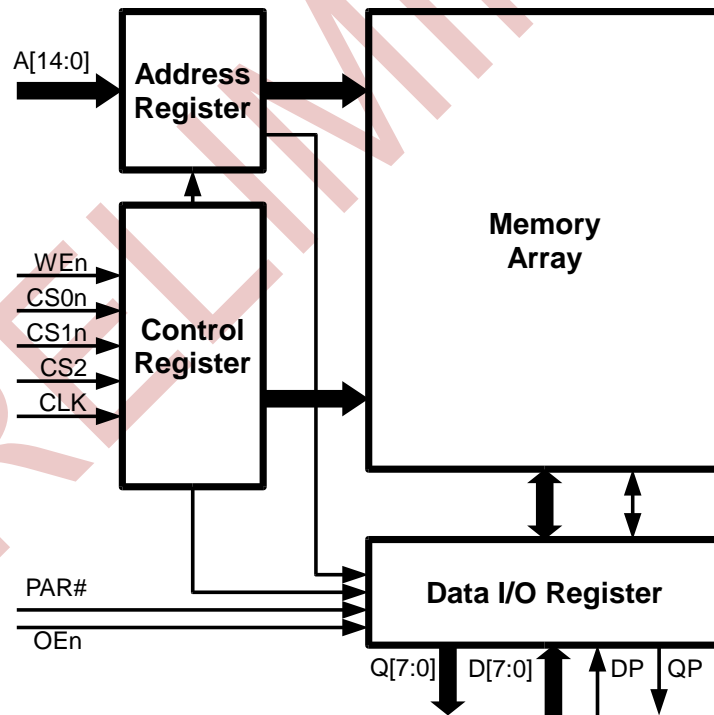 A[14:0]
Address
Register
Memory
Array
WEn
CS0n
CS1n
CS2
CLK
Control
Register
PAR#
OEn
Data I/O Register
Q[7:0]
D[7:0]
DP
QP